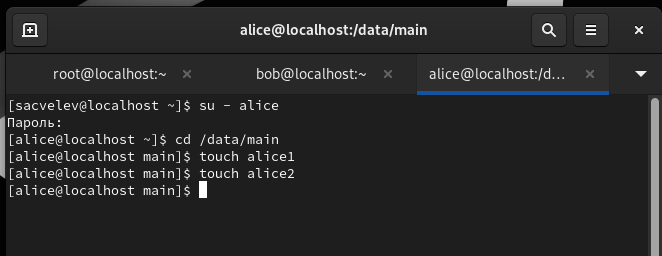 alice@localhost:/data/main
root@localhost:~
bob@localhost:~
alice@localhost:/d...
[sacvelev@localhost ~]$ su - alice
Пароль:
[alice@localhost ~]$ cd /data/main
[alice@localhost main]$ touch alice1
[alice@localhost main]$ touch alice2
[alice@localhost main]$